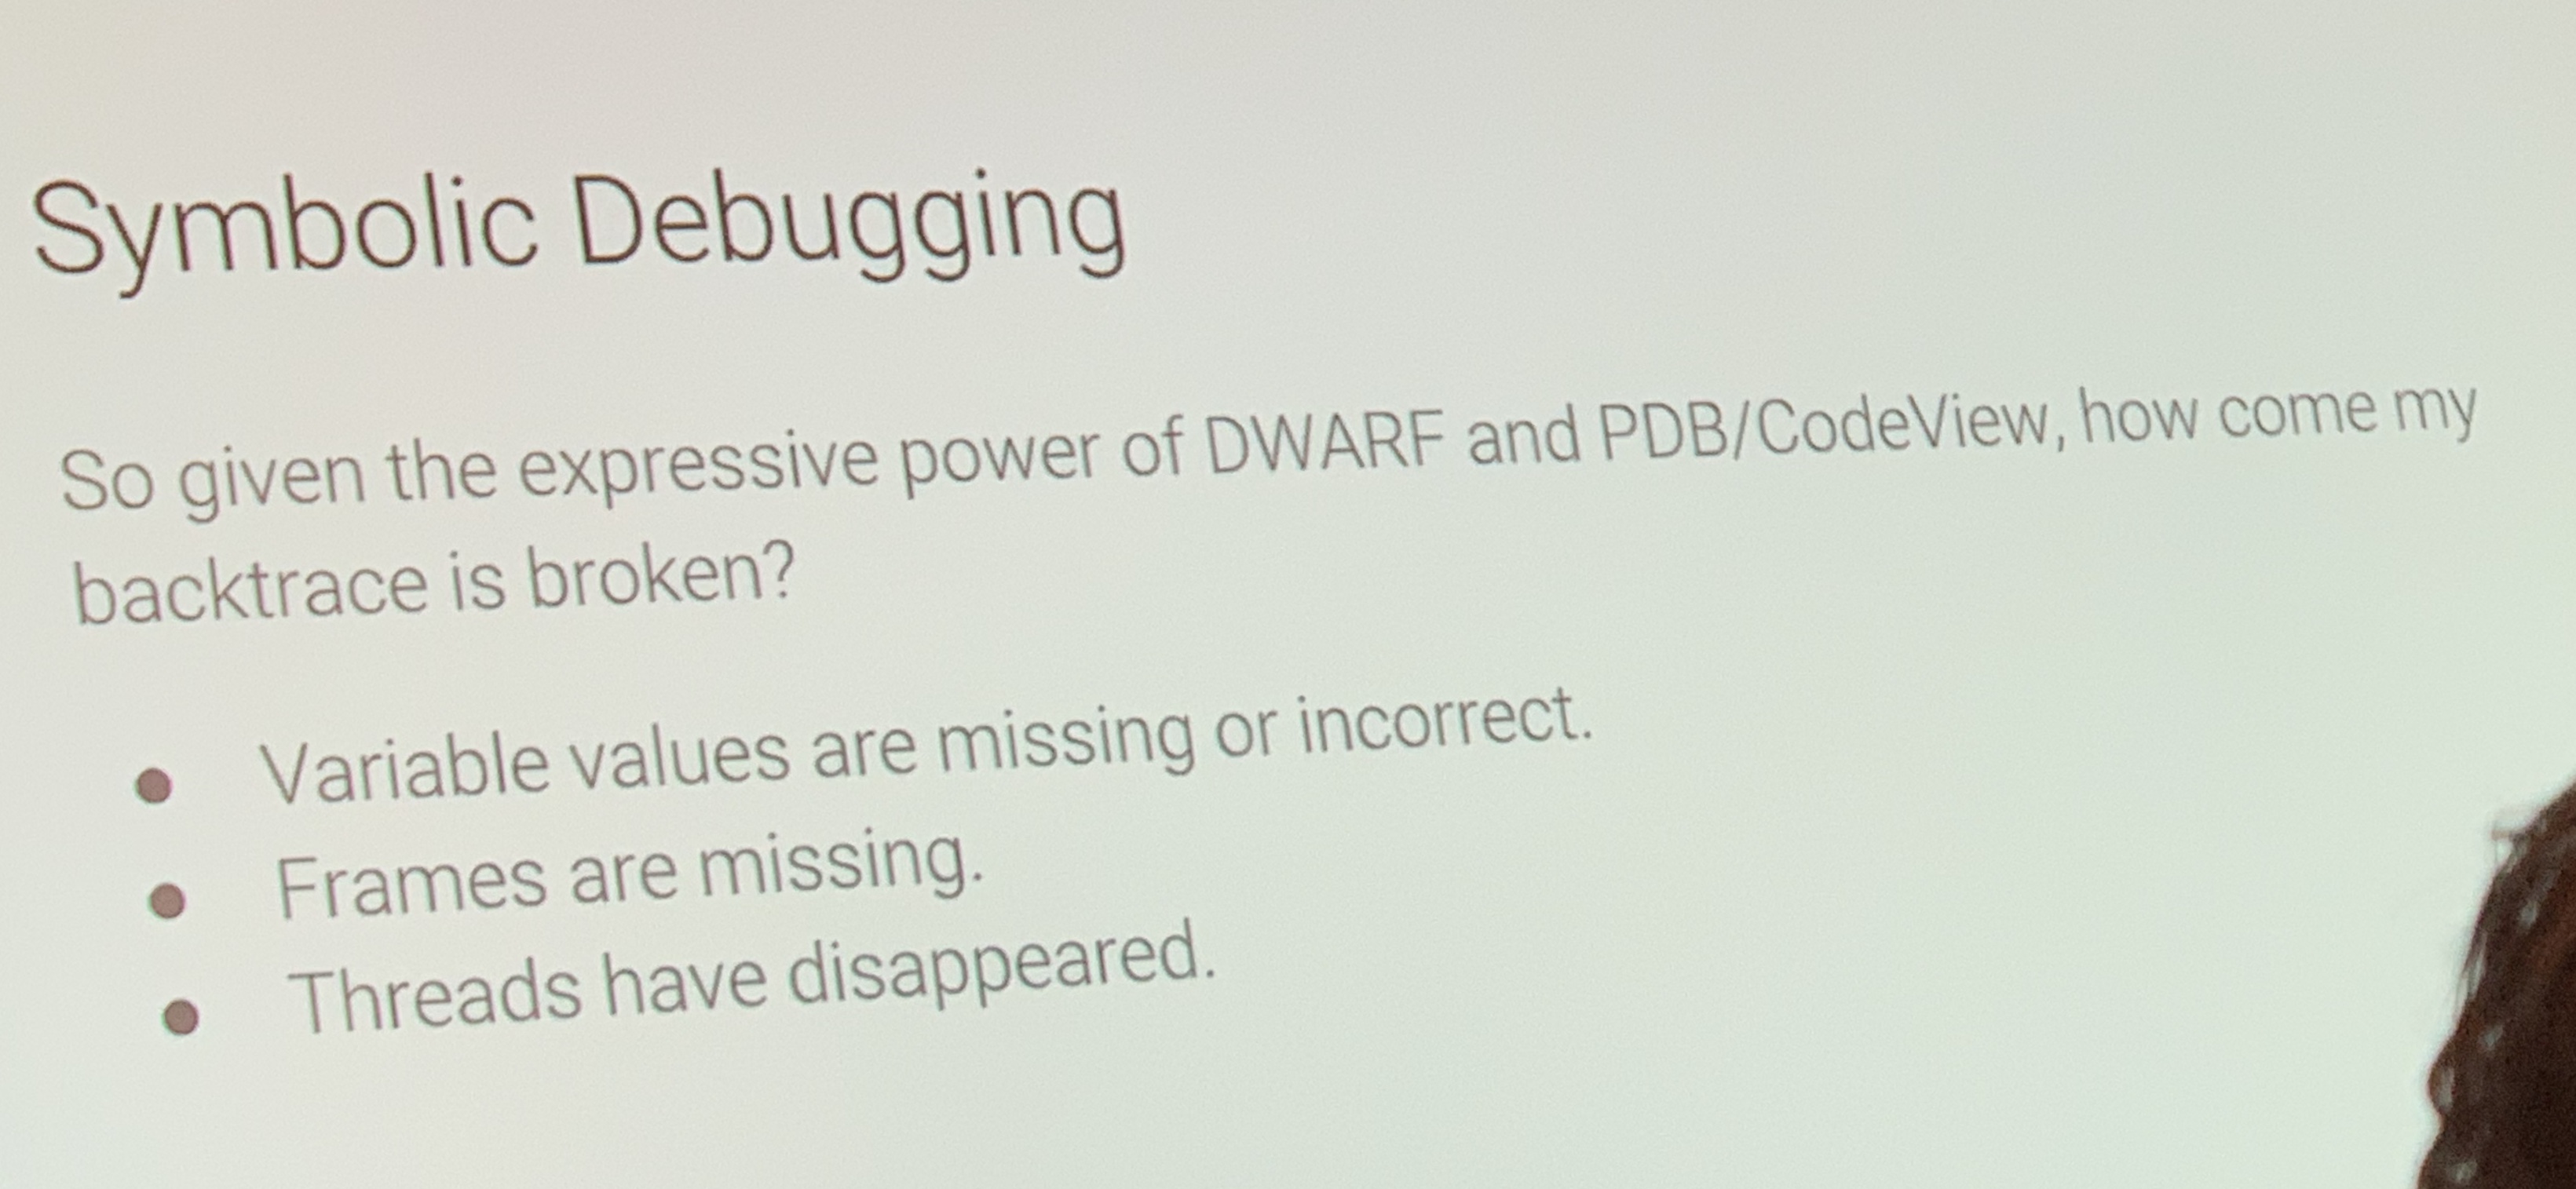 Symbolic Debugging
So given the expressive power of DWARF and PDB/CodeView, how come my
backtrace is broken?
● Variable values are missing or incorrect.
● Frames are missing.
● Threads have disappeared.